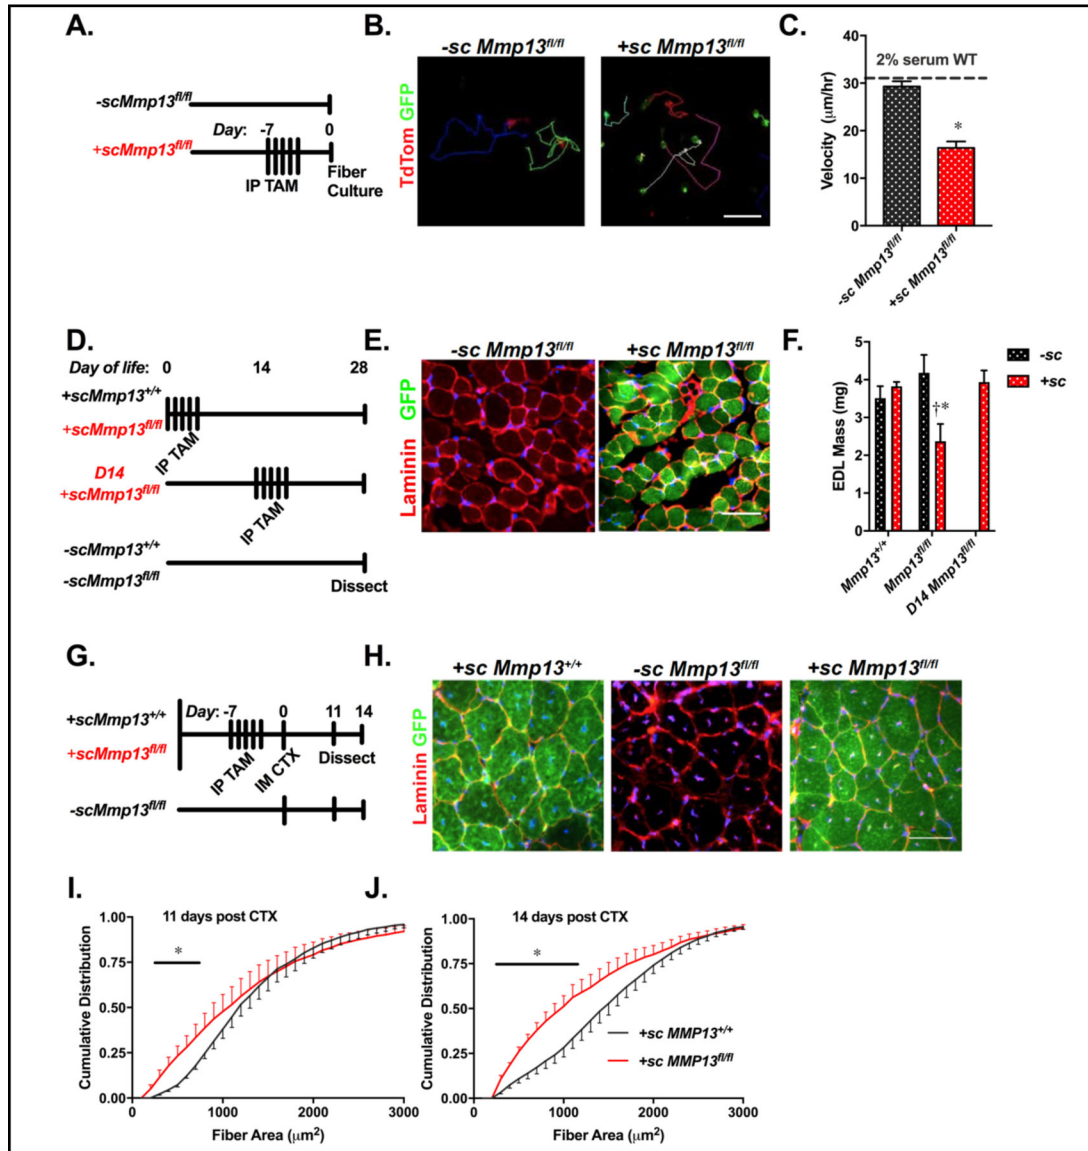 A.
-scMmp13fl/fl
Day: -7 0
+scMmp13fl/fl
IP TAM
Fiber
Culture
B.
-sc Mmp13fl/fl +sc Mmp13fl/fl
TdTom GFP
C.
40
30
20
10
0
Velocity (µm/hr)
2% serum WT
*
-sc Mmp13fl/fl
+sc Mmp13fl/fl
D.
Day of life: 0 14 28
+scMmp13+/+
+scMmp13fl/fl
IP TAM
D14
+scMmp13fl/fl
IP TAM
-scMmp13+/+
-scMmp13fl/fl
Dissect
E.
-sc Mmp13fl/fl +sc Mmp13fl/fl
Laminin GFP
F.
5
4
3
2
1
0
EDL Mass (mg)
†*
-sc
+sc
Mmp13+/+
Mmp13fl/fl
D14 Mmp13fl/fl
G.
Day: -7 0 11 14
+scMmp13+/+
+scMmp13fl/fl
IP TAM
IM CTX
Dissect
-scMmp13fl/fl
H.
+sc Mmp13+/+ -sc Mmp13fl/fl +sc Mmp13fl/fl
Laminin GFP
I.
11 days post CTX
*
1.00
0.75
0.50
0.25
0.00
Cumulative Distribution
0 1000 2000 3000
Fiber Area (µm2)
J.
14 days post CTX
*
1.00
0.75
0.50
0.25
0.00
Cumulative Distribution
+sc MMP13+/+
+sc MMP13fl/fl
0 1000 2000 3000
Fiber Area (µm2)